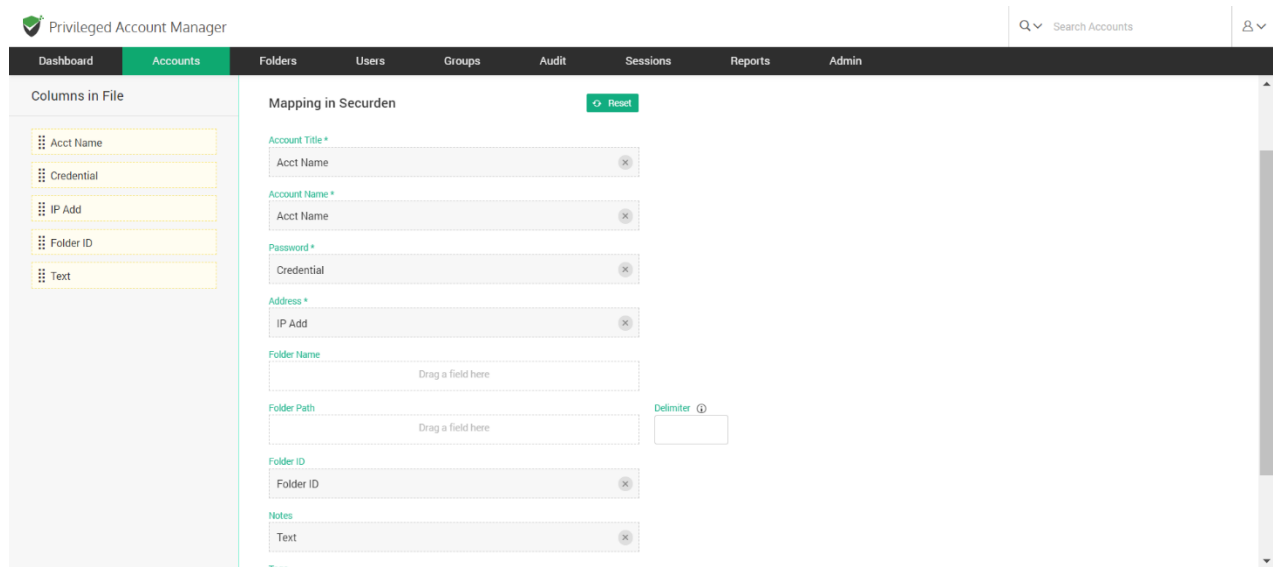 Privileged Account Manager
Search Accounts
Dashboard Accounts Folders Users Groups Audit Sessions Reports Admin
Columns in File
Acct Name
Credential
IP Add
Folder ID
Text
Mapping in Securden
Reset
Account Title *
Acct Name
Account Name *
Acct Name
Password *
Credential
Address *
IP Add
Folder Name
Drag a field here
Folder Path
Delimiter
Drag a field here
Folder ID
Folder ID
Notes
Text